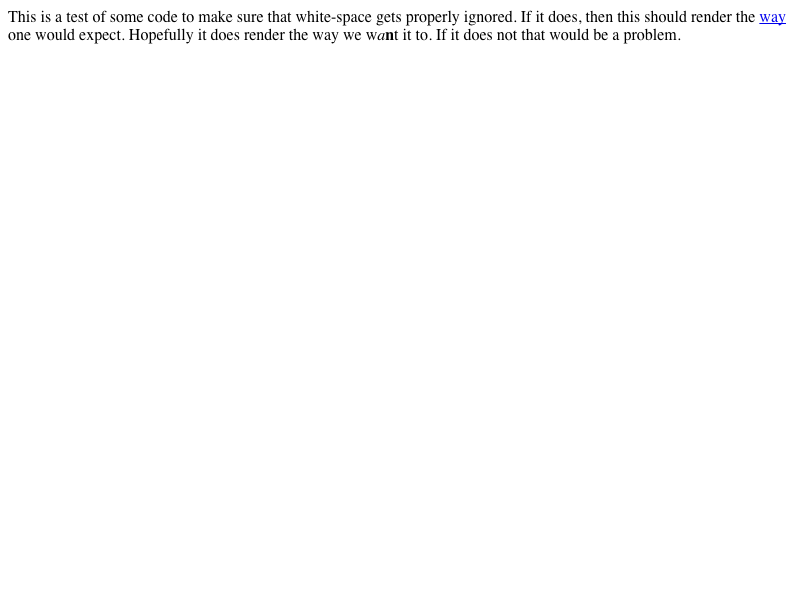 This is a test of some code to make sure that white-space gets properly ignored. If it does, then this should render the way
one would expect. Hopefully it does render the way we want it to. If it does not that would be a problem.